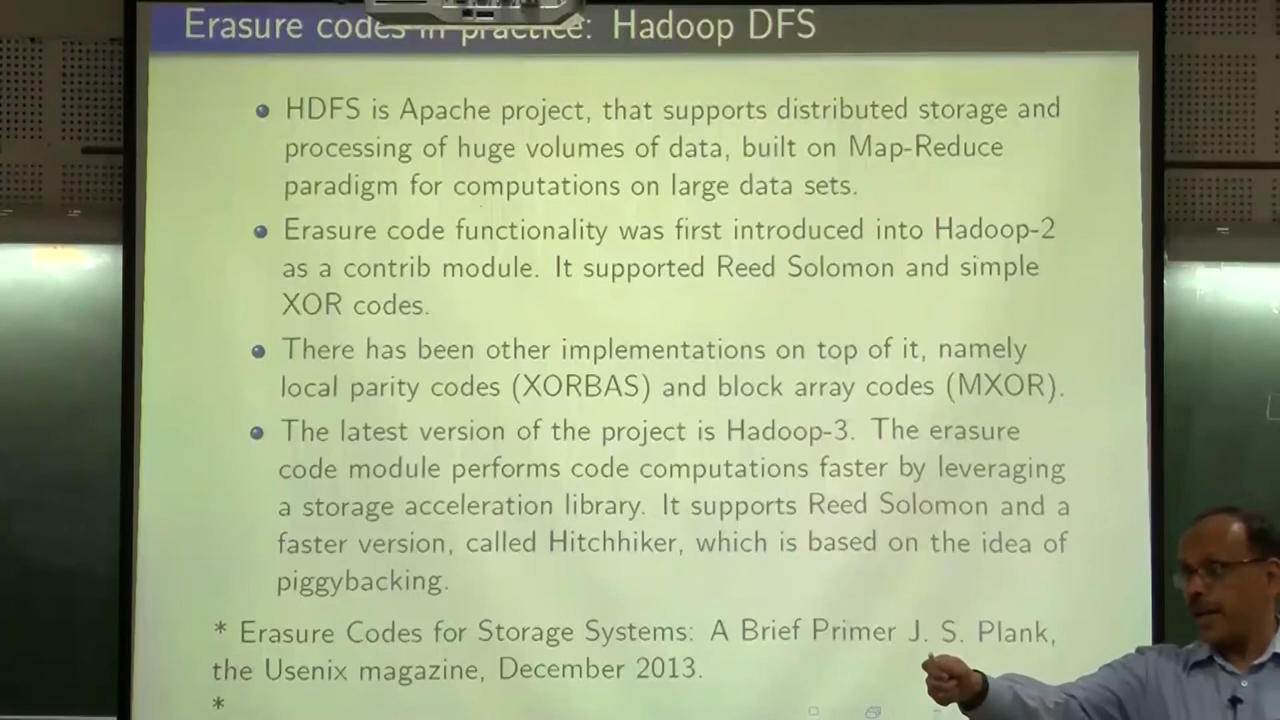 Erasure codes in practice: Hadoop DFS
HDFS is Apache project, that supports distributed storage and
processing of huge volumes of data, built on Map-Reduce
paradigm for computations on large data sets.
Erasure code functionality was first introduced into Hadoop-2
as a contrib module. It supported Reed Solomon and simple
XOR codes.
There has been other implementations on top of it, namely
local parity codes (XORBAS) and block array codes (MXOR).
The latest version of the project is Hadoop-3. The erasure
code module performs code computations faster by leveraging
a storage acceleration library. It supports Reed Solomon and a
faster version, called Hitchhiker, which is based on the idea of
piggybacking.
* Erasure Codes for Storage Systems: A Brief Primer J. S. Plank,
the Usenix magazine, December 2013.
*